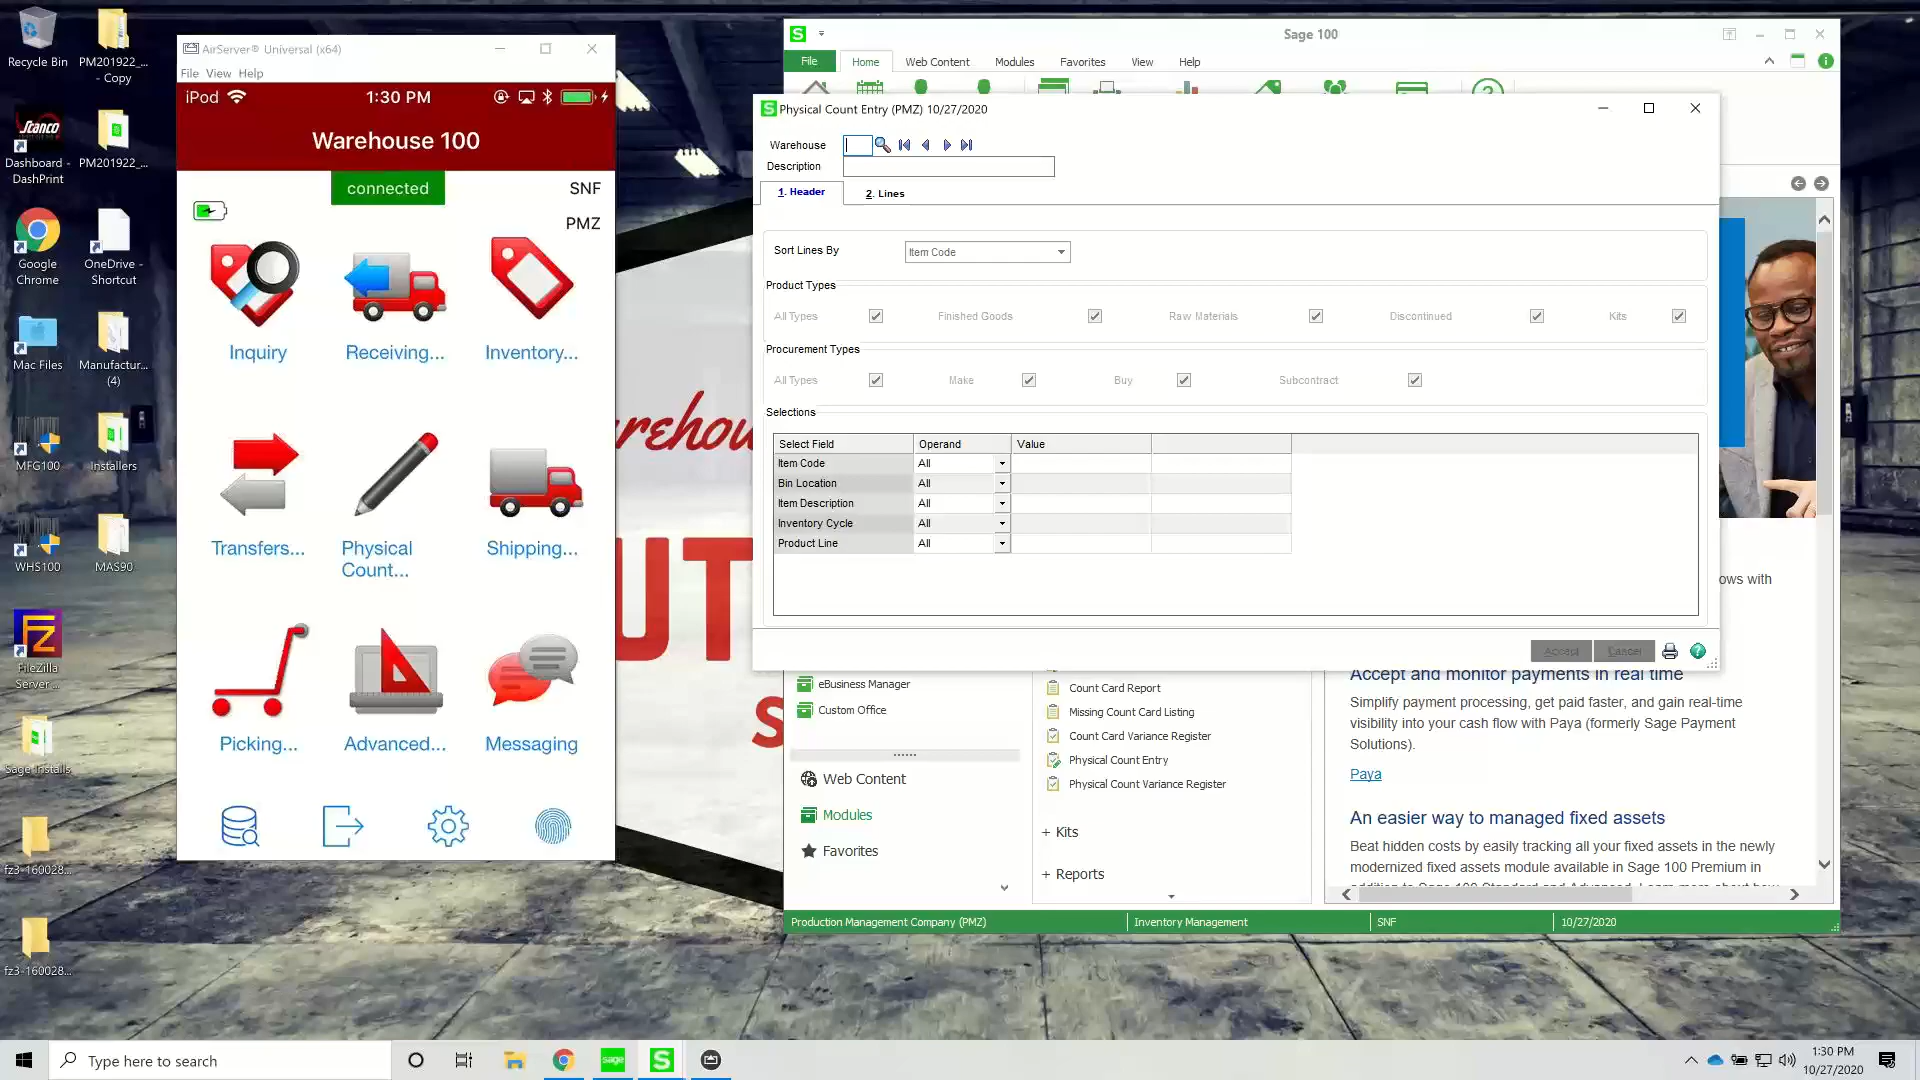 Recycle Bin
PM201922_...
- Copy
Stanco
Dashboard -
DashPrint
PM201922_...
Google
Chrome
OneDrive -
Shortcut
Mac Files
Manufactur...
(4)
MFG100
Installers
WHS100
MAS90
FileZilla
Server ...
Sage Installs
fz3-160028...
fz3-160028...
AirServer® Universal (x64)
File View Help
iPod
1:30 PM
Warehouse 100
connected
SNF
PMZ
Inquiry
Receiving...
Inventory...
Transfers...
Physical
Count...
Shipping...
Picking...
Advanced...
Messaging
Sage 100
File
Home
Web Content
Modules
Favorites
View
Help
Physical Count Entry (PMZ) 10/27/2020
Warehouse
Description
1. Header
2. Lines
Sort Lines By
Item Code
Product Types
All Types
Finished Goods
Raw Materials
Discontinued
Kits
Procurement Types
All Types
Make
Buy
Subcontract
Selections
Select Field Operand Value
Item Code All
Bin Location All
Item Description All
Inventory Cycle All
Product Line All
Accept
Cancel
eBusiness Manager
Custom Office
Web Content
Modules
Favorites
Count Card Report
Missing Count Card Listing
Count Card Variance Register
Physical Count Entry
Physical Count Variance Register
+ Kits
+ Reports
ows with
Accept and monitor payments in real time
Simplify payment processing, get paid faster, and gain real-time
visibility into your cash flow with Paya (formerly Sage Payment
Solutions).
Paya
An easier way to managed fixed assets
Beat hidden costs by easily tracking all your fixed assets in the newly
modernized fixed assets module available in Sage 100 Premium in
Production Management Company (PMZ)
Inventory Management
SNF
10/27/2020
Type here to search
sage
1:30 PM
10/27/2020